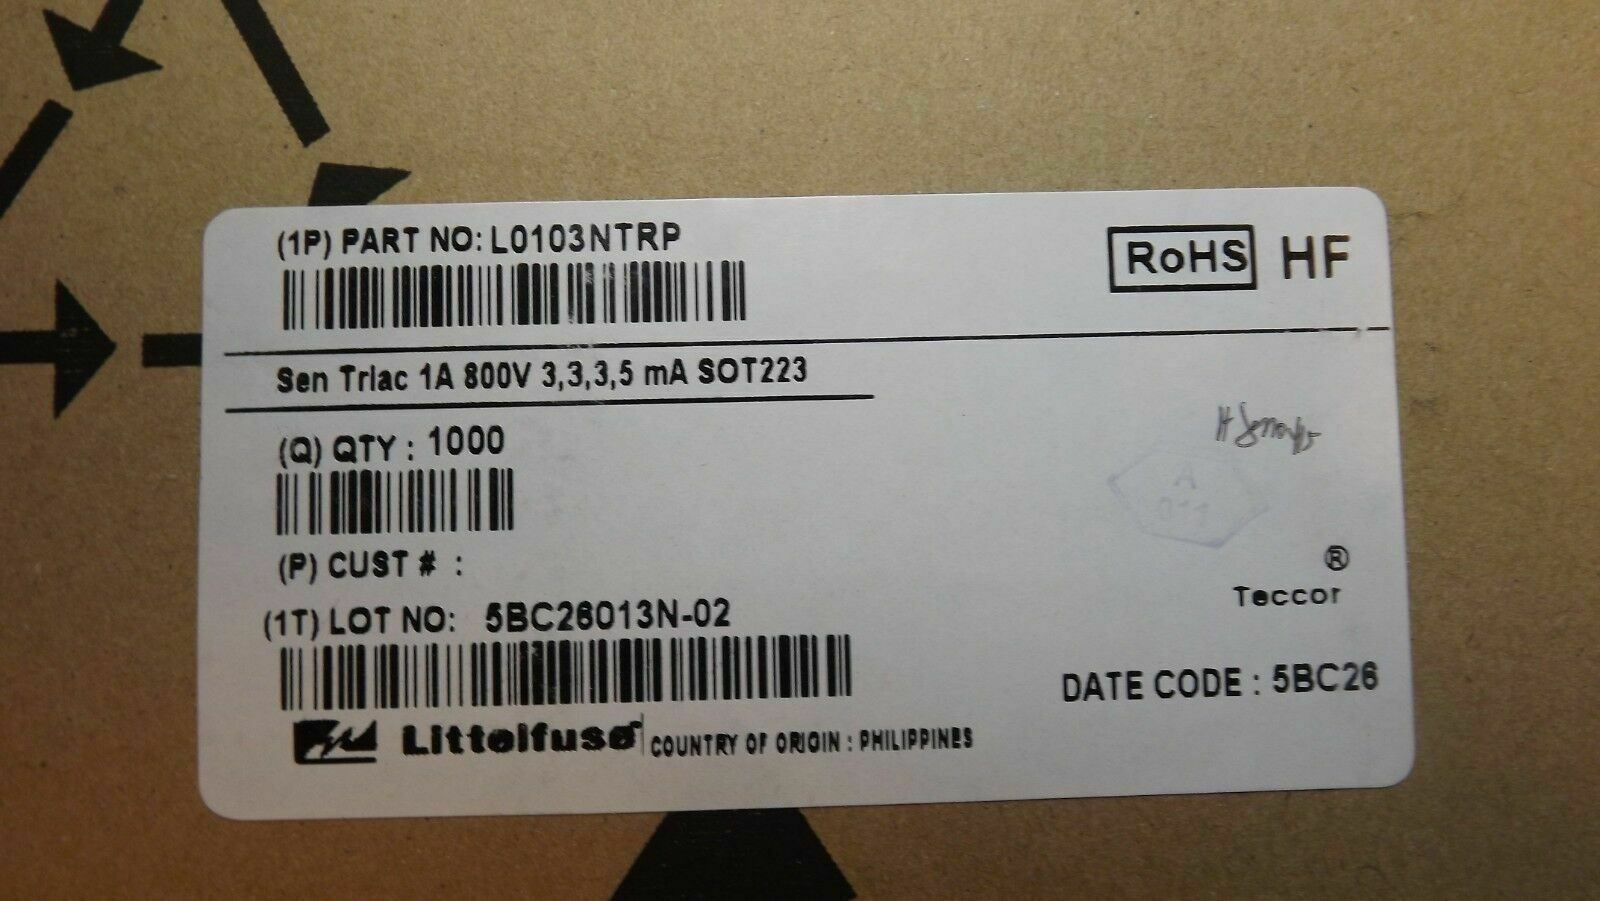 (1P) PART NO: L0103NTRP
RoHS HF
Sen Triac 1A 800V 3,3,3,5 mA SOT223
(Q) QTY : 1000
(P) CUST # :
(1T) LOT NO: 5BC26013N-02
®
Teccor
DATE CODE : 5BC26
Littelfuse
COUNTRY OF ORIGIN : PHILIPPINES